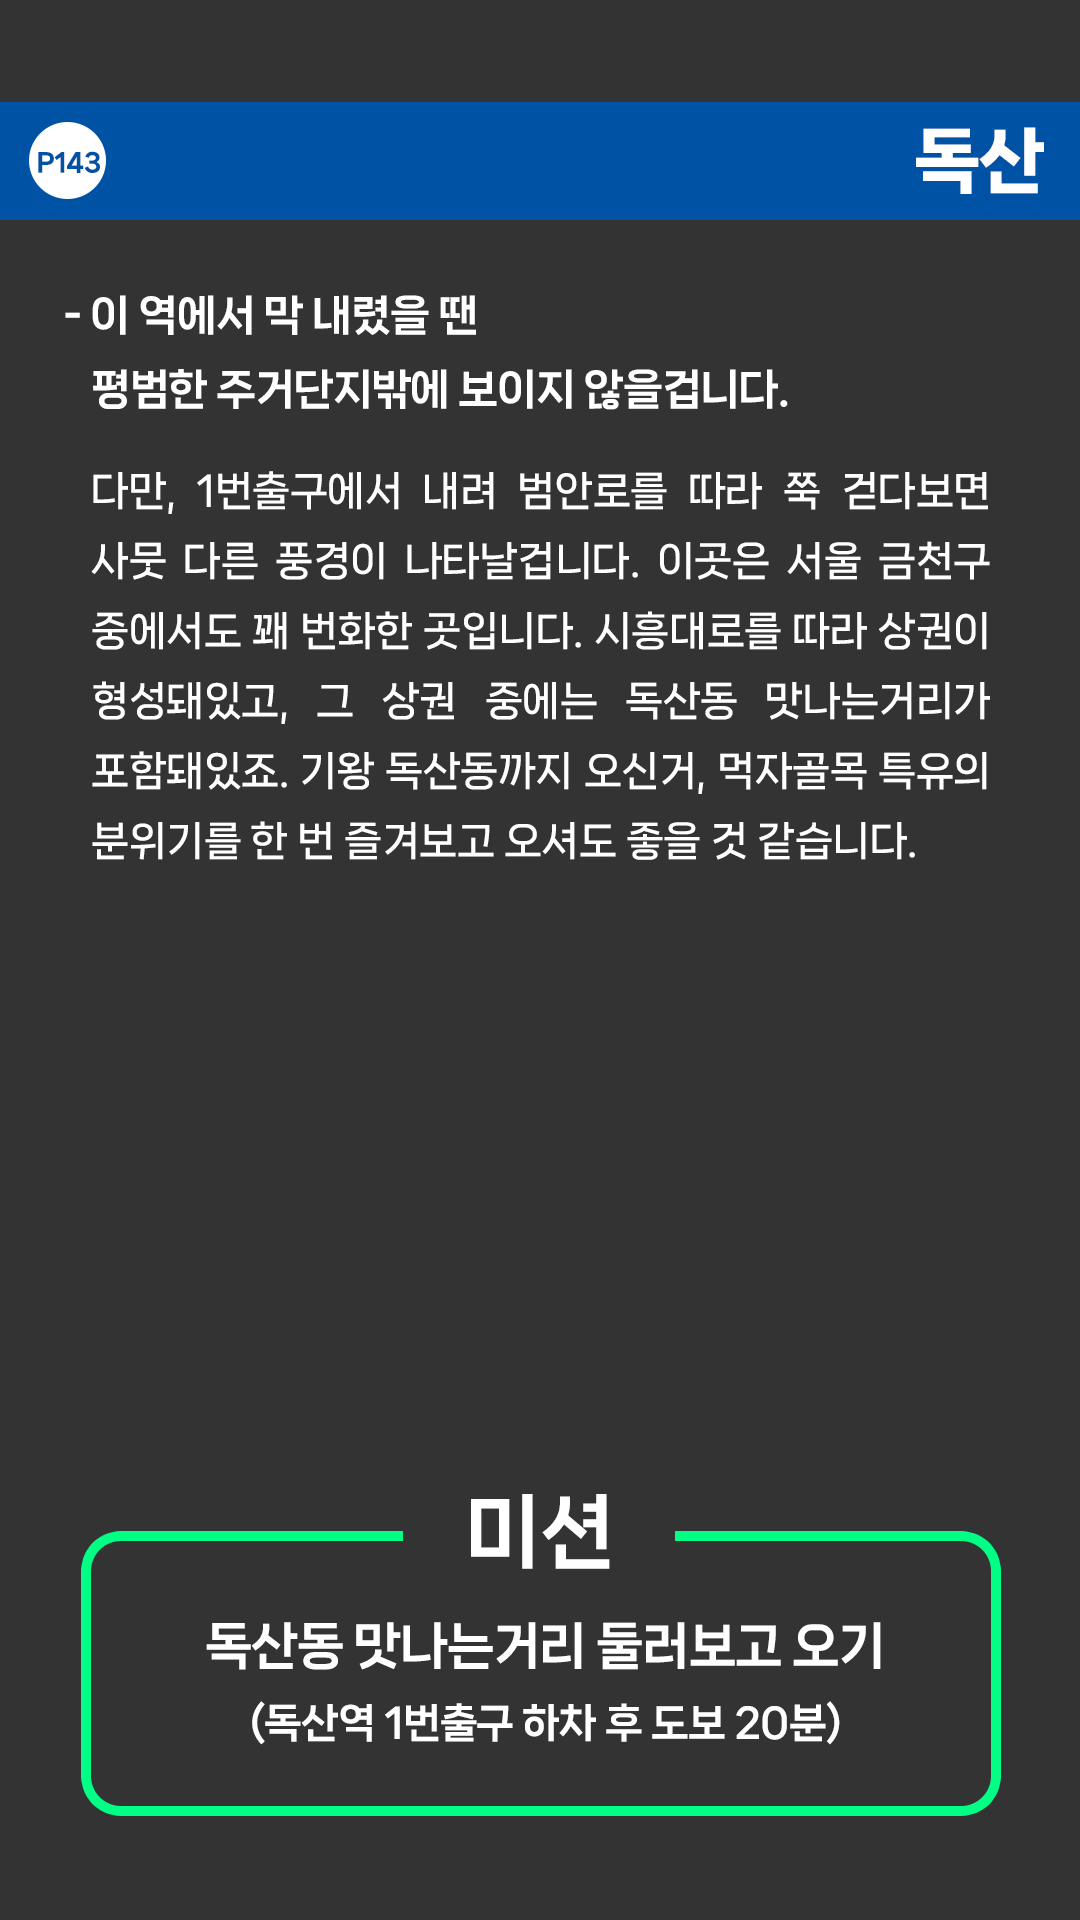 P143
독산
- 이 역에서 막 내렸을 땐
평범한 주거단지밖에 보이지 않을겁니다.
다만, 1번출구에서 내려 범안로를 따라 쭉 걷다보면
사뭇 다른 풍경이 나타날겁니다. 이곳은 서울 금천구
중에서도 꽤 번화한 곳입니다. 시흥대로를 따라 상권이
형성돼있고, 그 상권 중에는 독산동 맛나는거리가
포함돼있죠. 기왕 독산동까지 오신거, 먹자골목 특유의
분위기를 한 번 즐겨보고 오셔도 좋을 것 같습니다.
미션
독산동 맛나는거리 둘러보고 오기
(독산역 1번출구 하차 후 도보 20분)